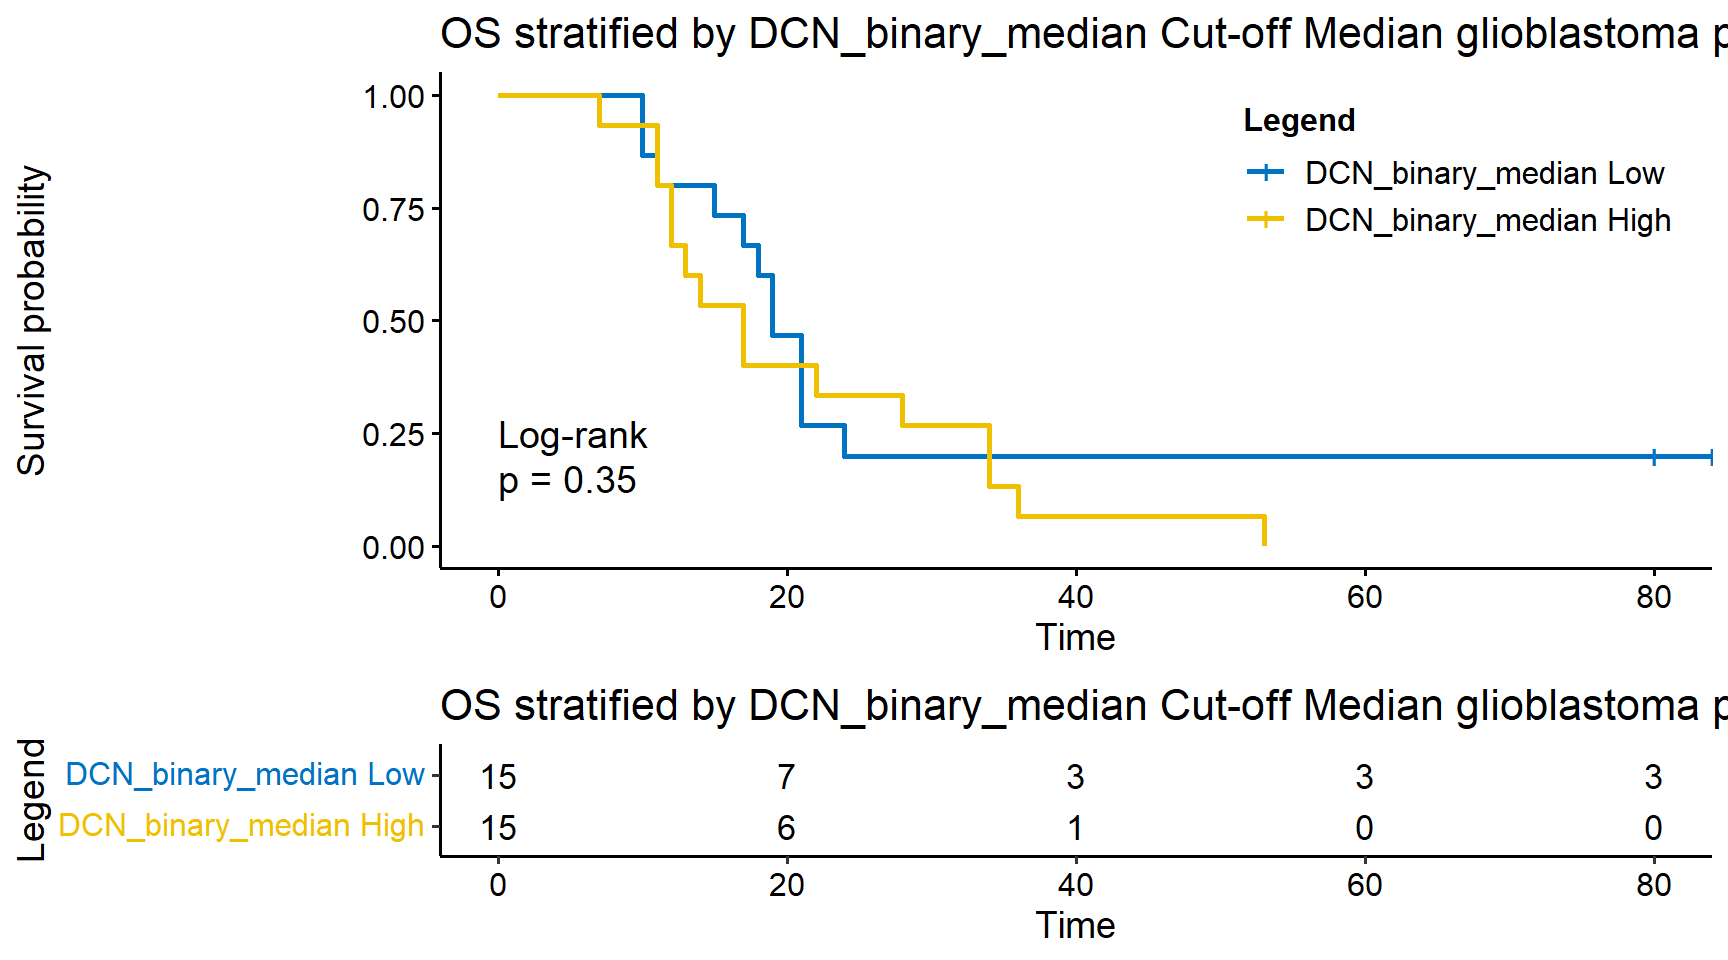 OS stratified by DCN_binary_median Cut-off Median glioblastoma p
Survival probability
1.00
0.75
0.50
0.25
0.00
Legend
DCN_binary_median Low
DCN_binary_median High
Log-rank
p = 0.35
0 20 40 60 80
Time
OS stratified by DCN_binary_median Cut-off Median glioblastoma p
Legend
DCN_binary_median Low 15 7 3 3 3
DCN_binary_median High 15 6 1 0 0
0 20 40 60 80
Time